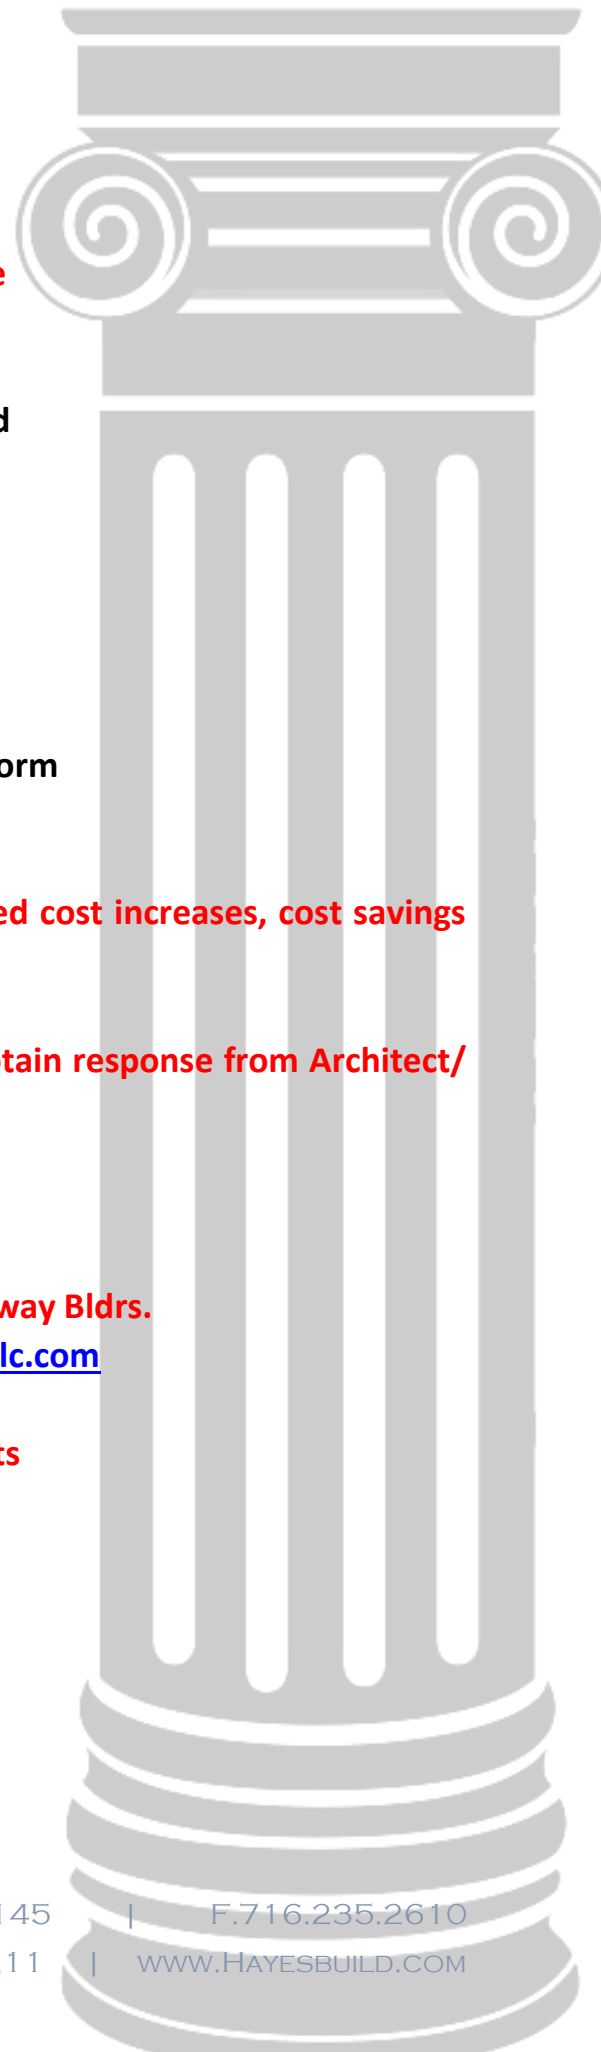 e
d
orm
ed cost increases, cost savings
otain response from Architect/
way Bldrs.
lc.com
ts
145 | F.716.235.2610
11 | www.Hayesbuild.com